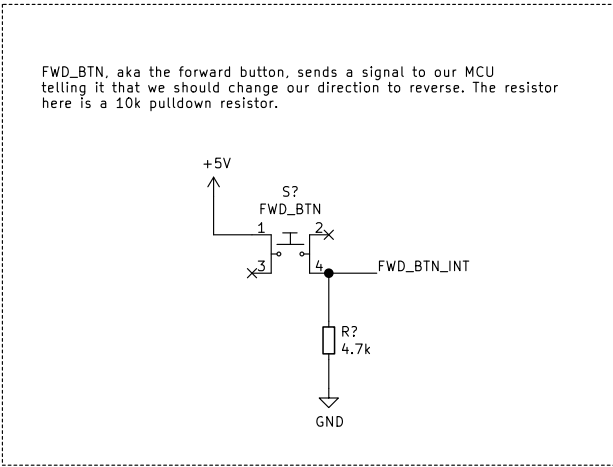 FWD_BTN, aka the forward button, sends a signal to our MCU
telling it that we should change our direction to reverse. The resistor
here is a 10k pulldown resistor.
+5V
S?
FWD_BTN
1
2
3
4
FWD_BTN_INT
R?
4.7k
GND